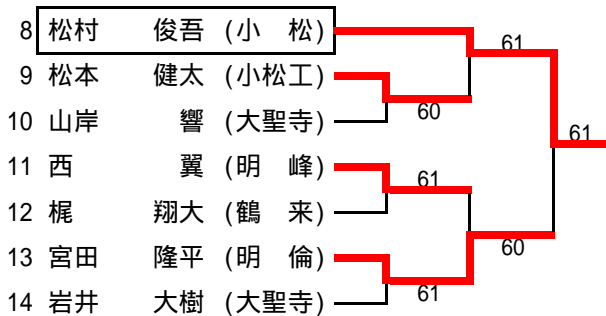 8 松村 俊吾 (小 松)
61
9 松本 健太 (小松工)
60
10 山岸 響 (大聖寺)
61
11 西 翼 (明 峰)
61
12 梶 翔大 (鶴 来)
13 宮田 隆平 (明 倫)
60
61
14 岩井 大樹 (大聖寺)